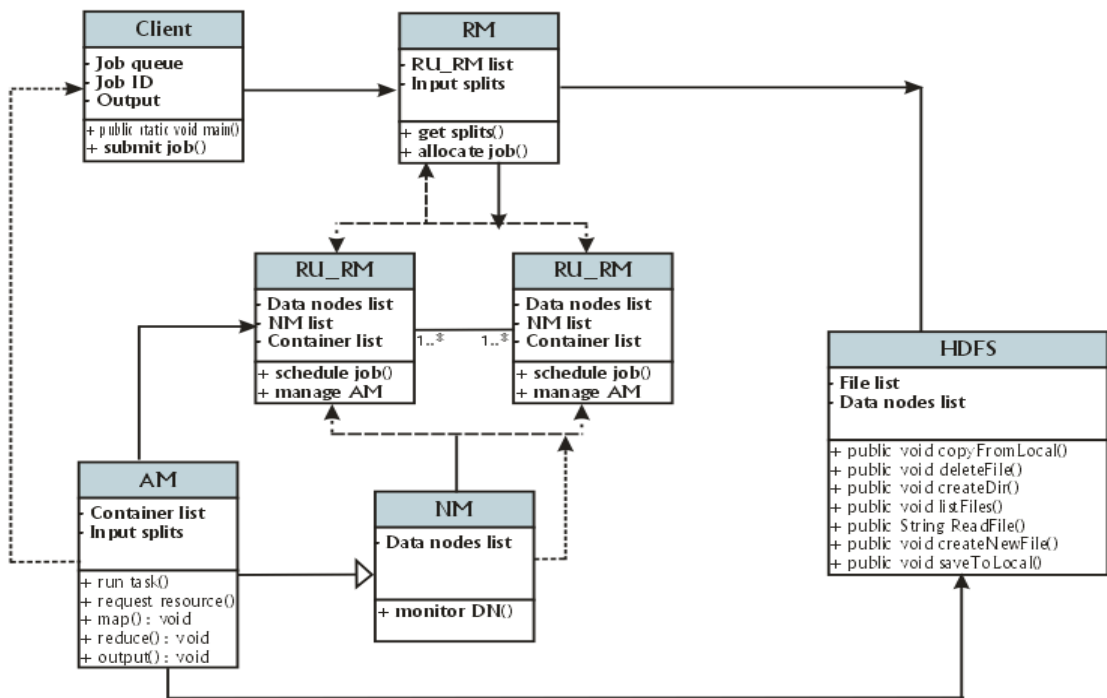 Client
- Job queue
- Job ID
- Output
+ public static void main()
+ submit job()
RM
- RU_RM list
- Input splits
+ get splits()
+ allocate job()
RU_RM
- Data nodes list
- NM list
- Container list
+ schedule job()
+ manage AM
1..*
1..*
RU_RM
- Data nodes list
- NM list
- Container list
+ schedule job()
+ manage AM
HDFS
- File list
- Data nodes list
+ public void copyFromLocal()
+ public void deleteFile()
+ public void createDir()
+ public void listFiles()
+ public String ReadFile()
+ public void createNewFile()
+ public void saveToLocal()
AM
- Container list
- Input splits
+ run task()
+ request resource()
+ map() : void
+ reduce() : void
+ output() : void
NM
- Data nodes list
+ monitor DN()